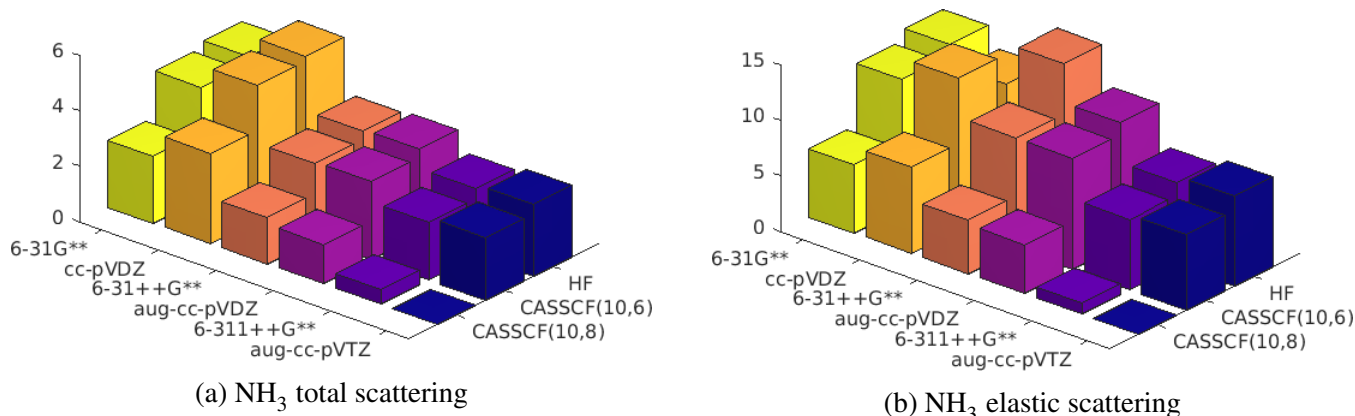 6
4
2
0
6-31G**
cc-pVDZ
6-31++G**
aug-cc-pVDZ
6-311++G**
aug-cc-pVTZ
HF
CASSCF(10,6)
CASSCF(10,8)
(a) NH₃ total scattering
15
10
5
0
6-31G**
cc-pVDZ
6-31++G**
aug-cc-pVDZ
6-311++G**
aug-cc-pVTZ
HF
CASSCF(10,6)
CASSCF(10,8)
(b) NH₃ elastic scattering